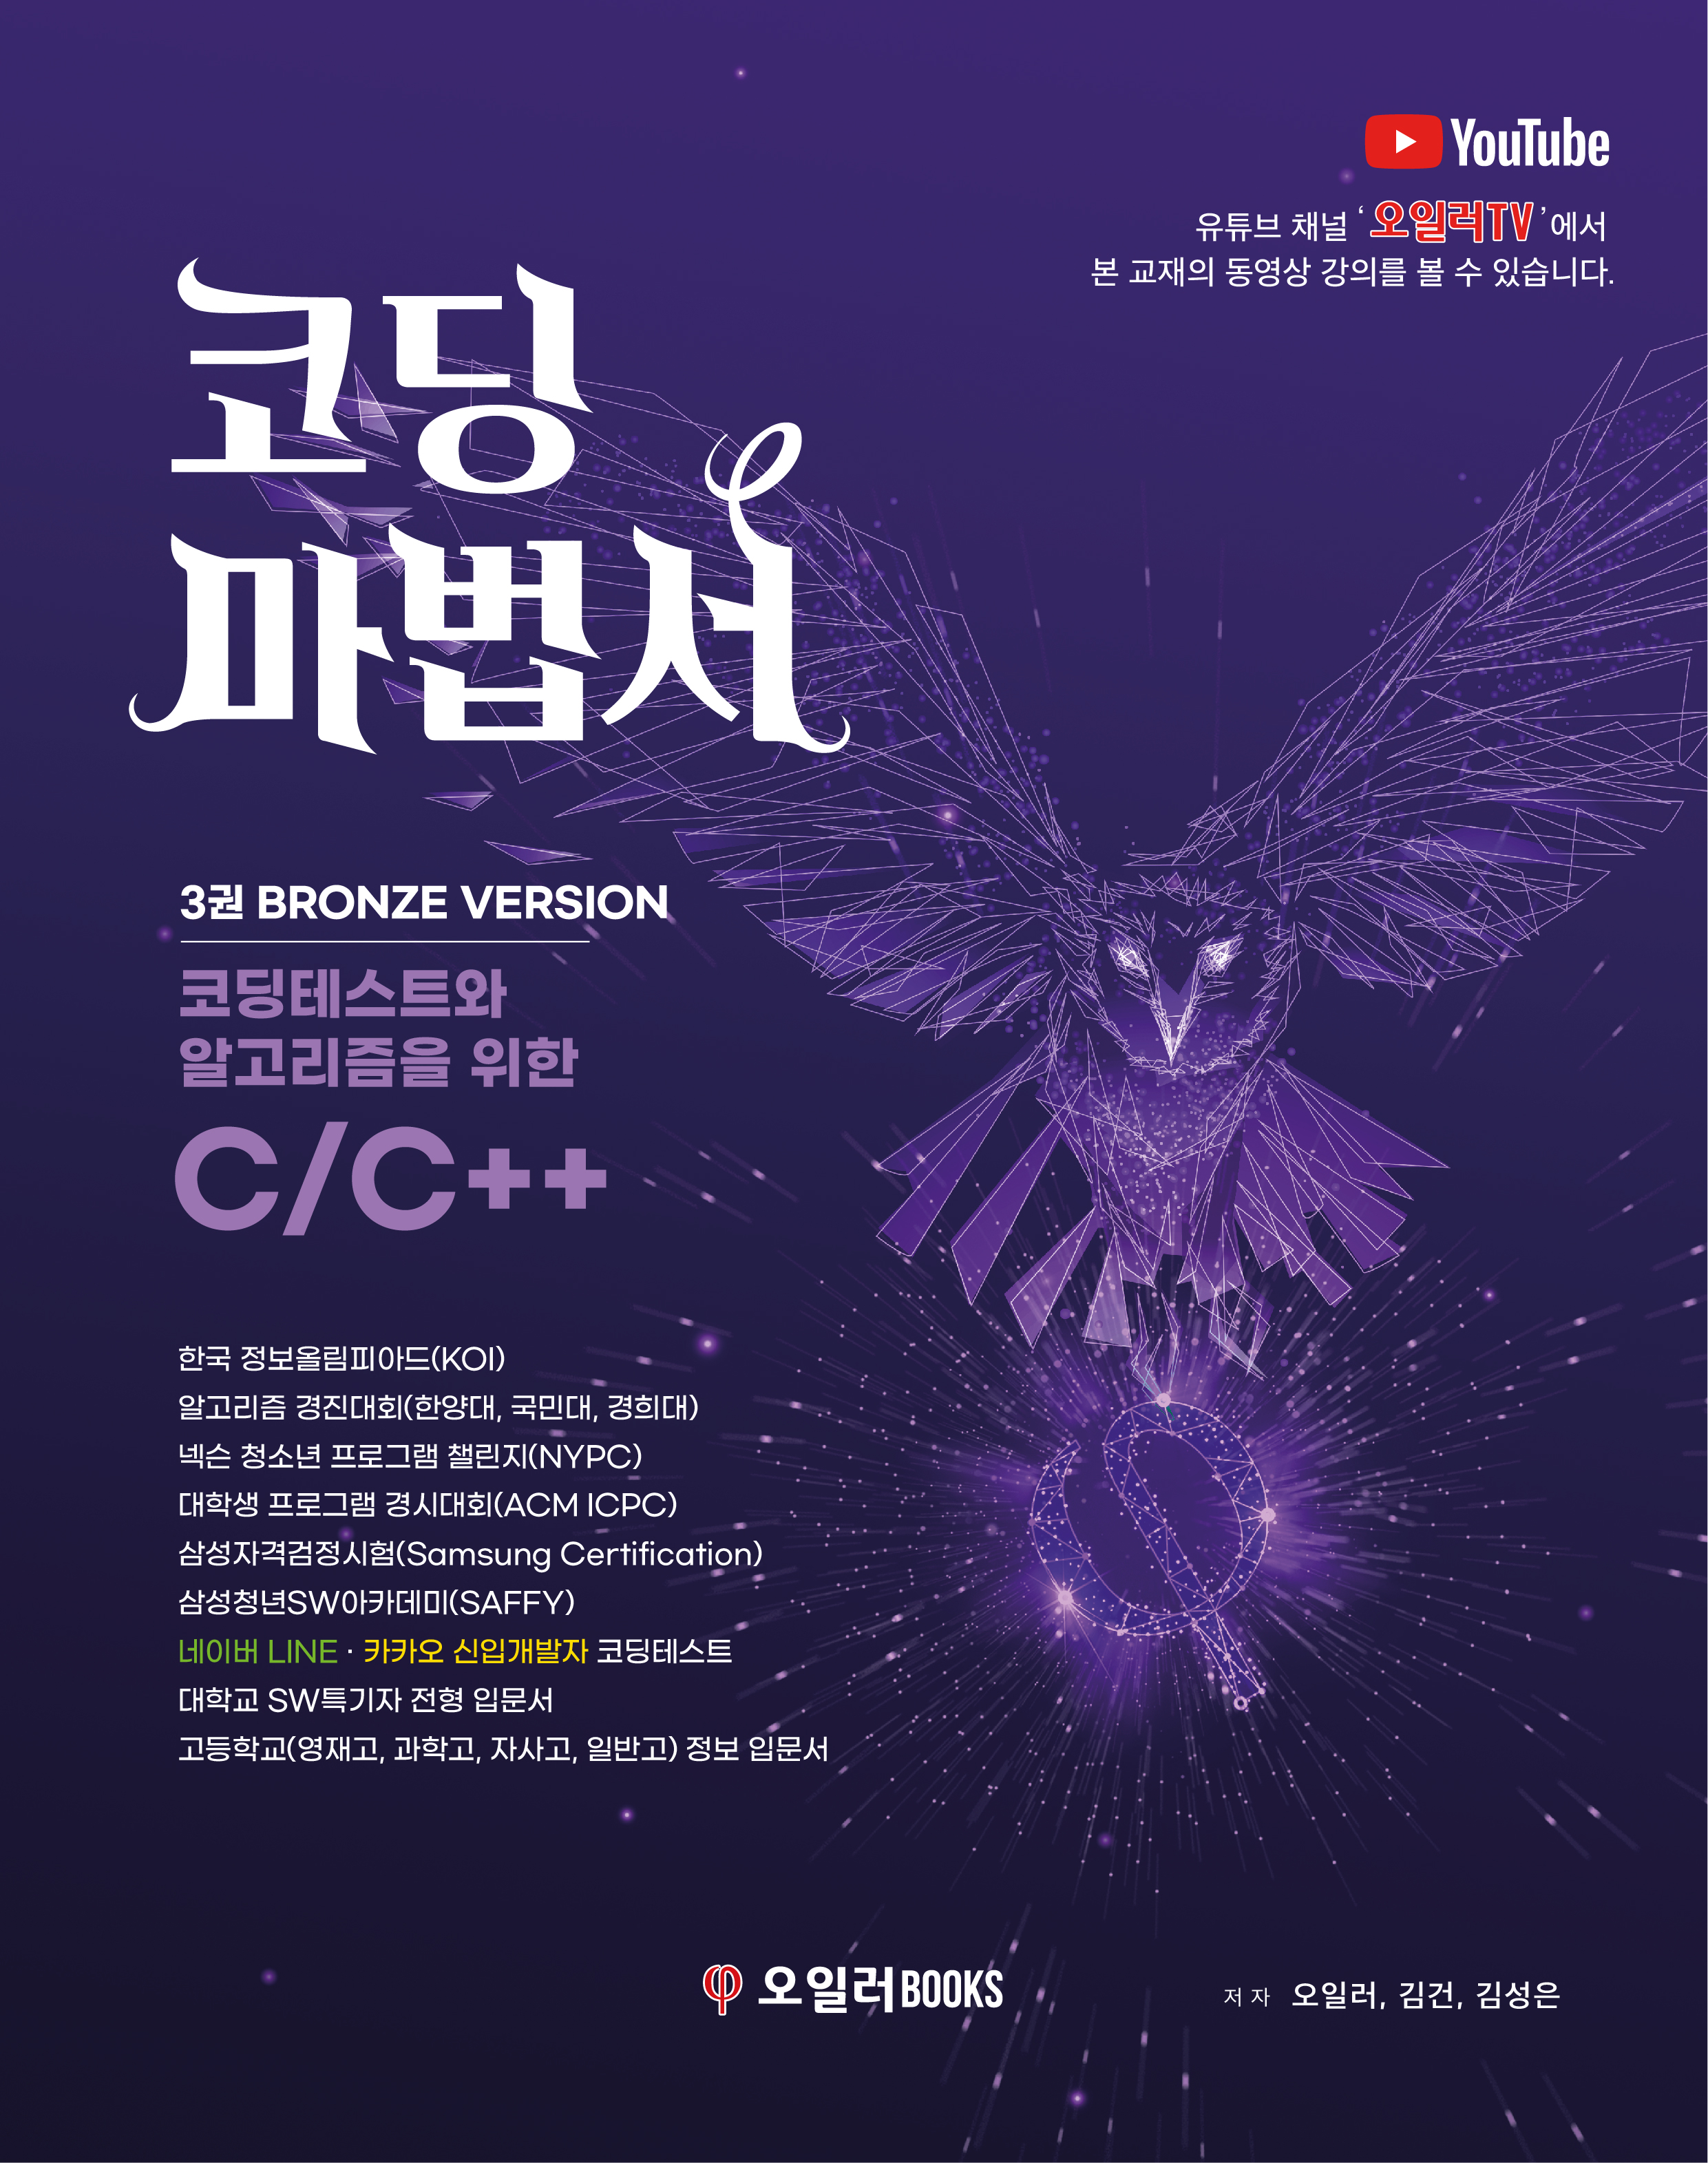 YouTube
유튜브 채널 ‘오일러TV’에서
본 교재의 동영상 강의를 볼 수 있습니다.
코딩
마법서
3권 BRONZE VERSION
코딩테스트와
알고리즘을 위한
C/C++
한국 정보올림피아드(KOI)
알고리즘 경진대회(한양대, 국민대, 경희대)
넥슨 청소년 프로그램 챌린지(NYPC)
대학생 프로그램 경시대회(ACM ICPC)
삼성자격검정시험(Samsung Certification)
삼성청년SW아카데미(SAFFY)
네이버 LINE · 카카오 신입개발자 코딩테스트
대학교 SW특기자 전형 입문서
고등학교(영재고, 과학고, 자사고, 일반고) 정보 입문서
오일러BOOKS
저자 오일러, 김건, 김성은